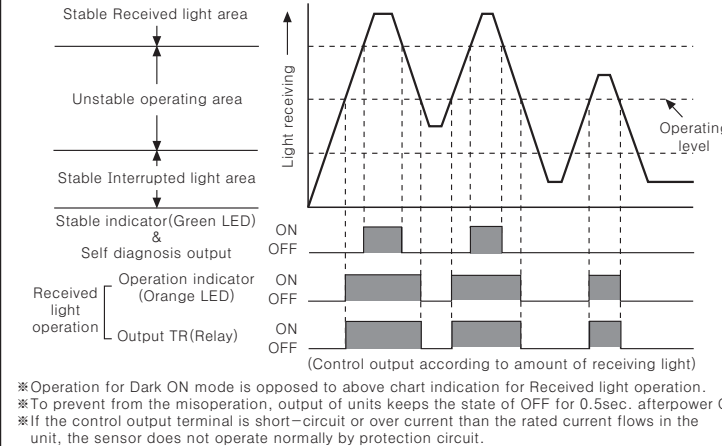 Stable Received light area
Unstable operating area
Stable Interrupted light area
Light receiving
Operating
level
Stable indicator(Green LED)
&
Self diagnosis output
ON
OFF
Received
light
operation
Operation indicator
(Orange LED)
ON
OFF
Output TR(Relay)
ON
OFF
(Control output according to amount of receiving light)
※Operation for Dark ON mode is opposed to above chart indication for Received light operation.
※To prevent from the misoperation, output of units keeps the state of OFF for 0.5sec. afterpower
※If the control output terminal is short-circuit or over current than the rated current flows in the
unit, the sensor does not operate normally by protection circuit.